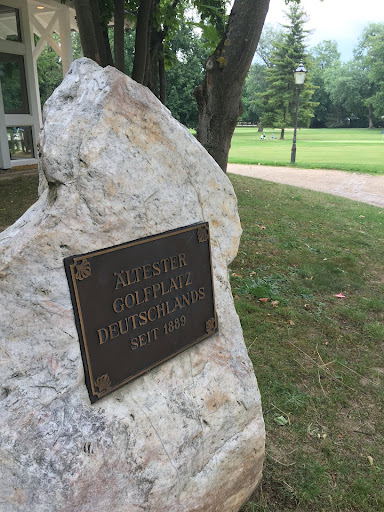 ÄLTESTER
GOLFPLATZ
DEUTSCHLANDS
SEIT 1889